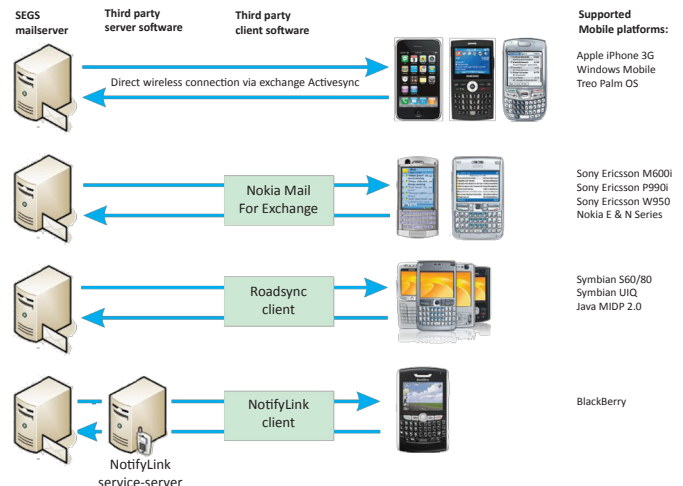 SEGS
mailserver
Third party
server software
Third party
client software
Supported
Mobile platforms:
Direct wireless connection via exchange Activesync
Apple iPhone 3G
Windows Mobile
Treo Palm OS
Nokia Mail
For Exchange
Sony Ericsson M600i
Sony Ericsson P990i
Sony Ericsson W950
Nokia E & N Series
Roadsync
client
Symbian S60/80
Symbian UIQ
Java MIDP 2.0
NotifyLink
client
BlackBerry
NotifyLink
service-server